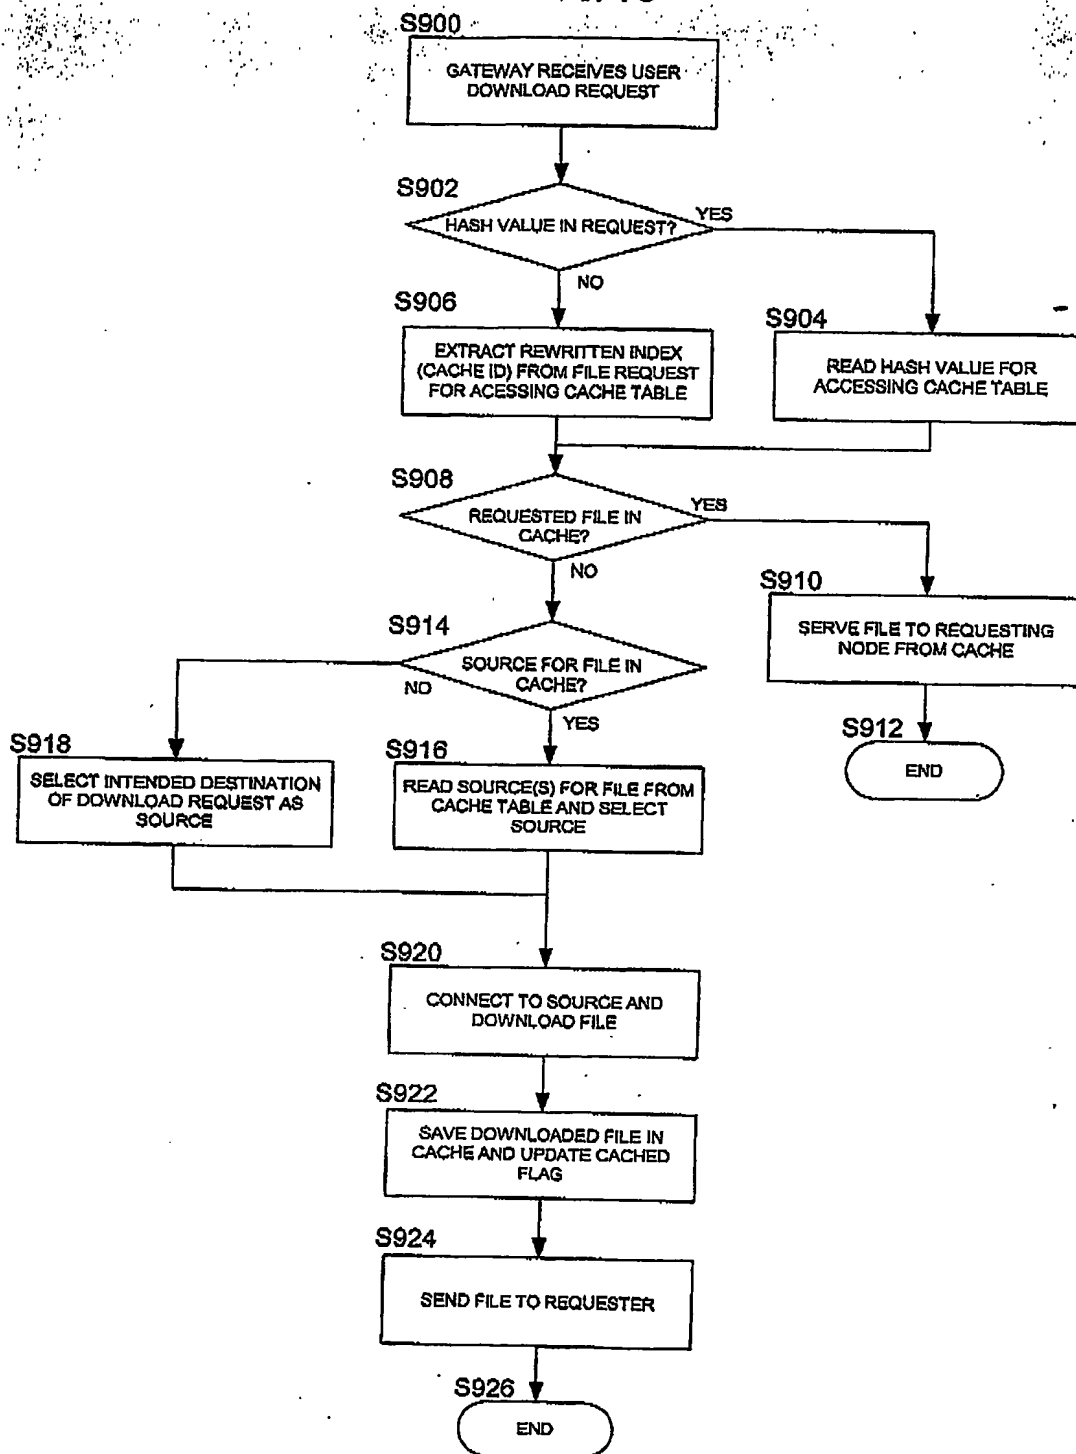 S900
GATEWAY RECEIVES USER
DOWNLOAD REQUEST
S902
HASH VALUE IN REQUEST?
YES
NO
S906
EXTRACT REWRITTEN INDEX
(CACHE ID) FROM FILE REQUEST
FOR ACESSING CACHE TABLE
S904
READ HASH VALUE FOR
ACCESSING CACHE TABLE
S908
REQUESTED FILE IN
CACHE?
YES
NO
S910
SERVE FILE TO REQUESTING
NODE FROM CACHE
S912
END
S914
SOURCE FOR FILE IN
CACHE?
NO
YES
S918
SELECT INTENDED DESTINATION
OF DOWNLOAD REQUEST AS
SOURCE
S916
READ SOURCE(S) FOR FILE FROM
CACHE TABLE AND SELECT
SOURCE
S920
CONNECT TO SOURCE AND
DOWNLOAD FILE
S922
SAVE DOWNLOADED FILE IN
CACHE AND UPDATE CACHED
FLAG
S924
SEND FILE TO REQUESTER
S926
END